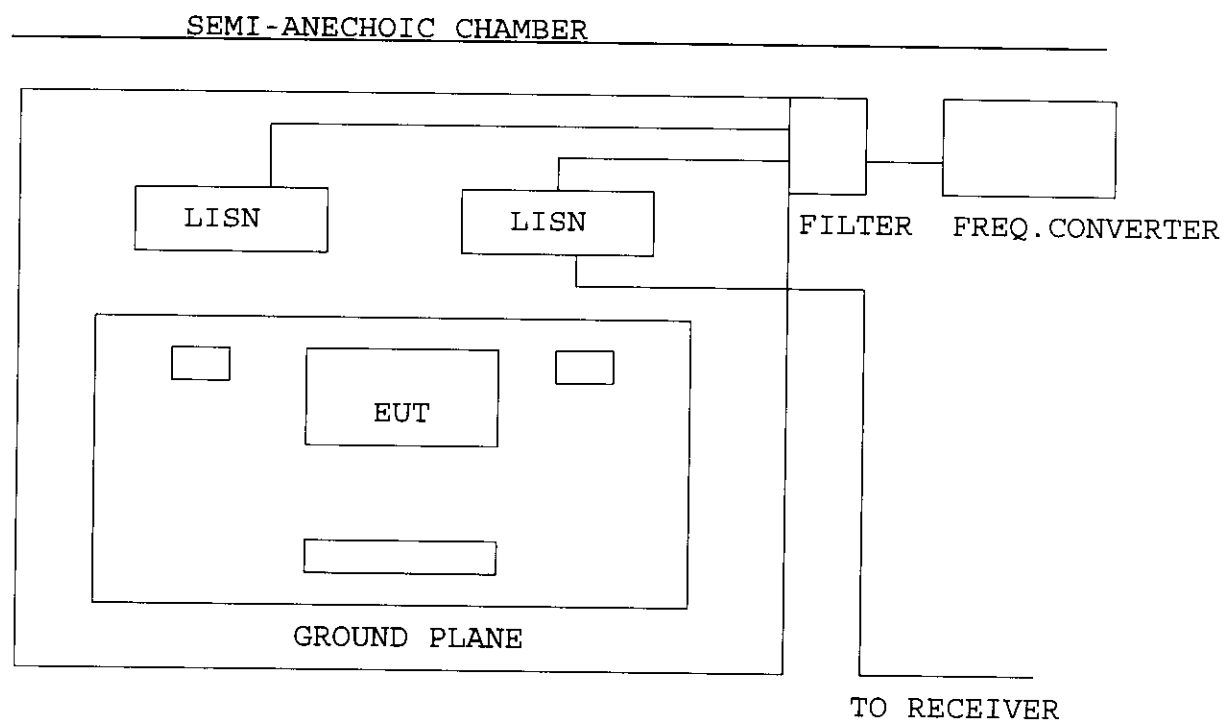 SEMI-ANECHOIC CHAMBER
LISN
LISN
FILTER
FREQ.CONVERTER
EUT
GROUND PLANE
TO RECEIVER